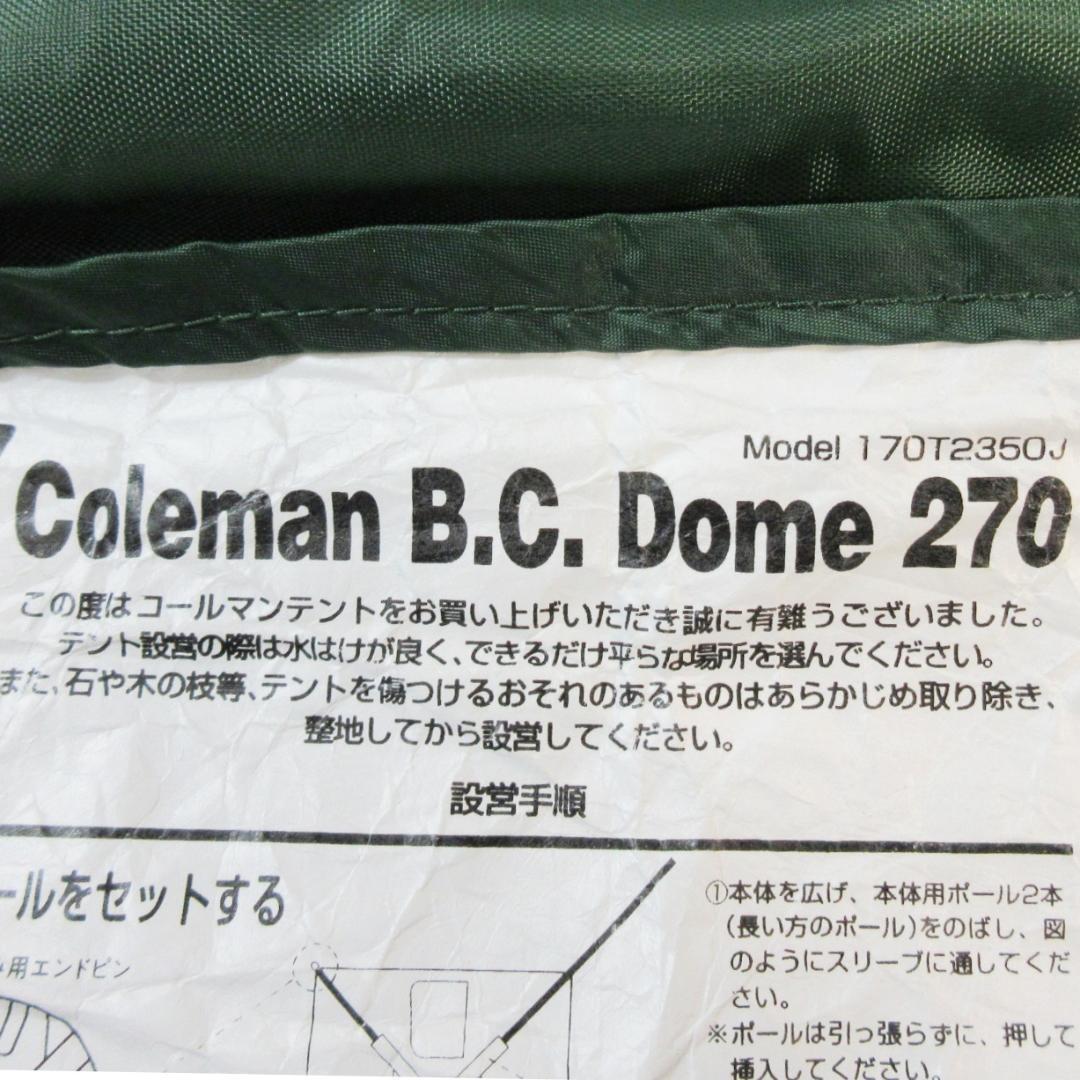 Model 170T2350J
Coleman B.C. Dome 270
この度はコールマンテントをお買い上げいただき誠に有難うございました。
テント設営の際は水はけが良く、できるだけ平らな場所を選んでください。
また、石や木の枝等、テントを傷つけるおそれのあるものはあらかじめ取り除き、
整地してから設営してください。
設営手順
ールをセットする
用エンドピン
①本体を広げ、本体用ポール2本
(長い方のポール)をのばし、図
のようにスリーブに通してくだ
さい。
※ポールは引っ張らずに、押して
挿入してください。